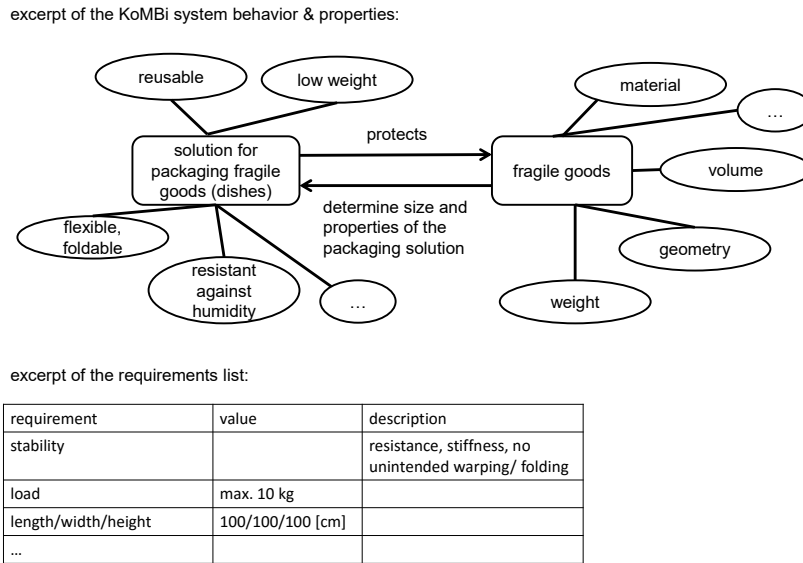 excerpt of the KoMBi system behavior & properties:
reusable
low weight
material
…
protects
solution for
packaging fragile
goods (dishes)
fragile goods
volume
determine size and
properties of the
packaging solution
flexible,
foldable
geometry
resistant
against
humidity
…
weight
excerpt of the requirements list:
requirement value description
stability resistance, stiffness, no
unintended warping/ folding
load max. 10 kg
length/width/height 100/100/100 [cm]
…